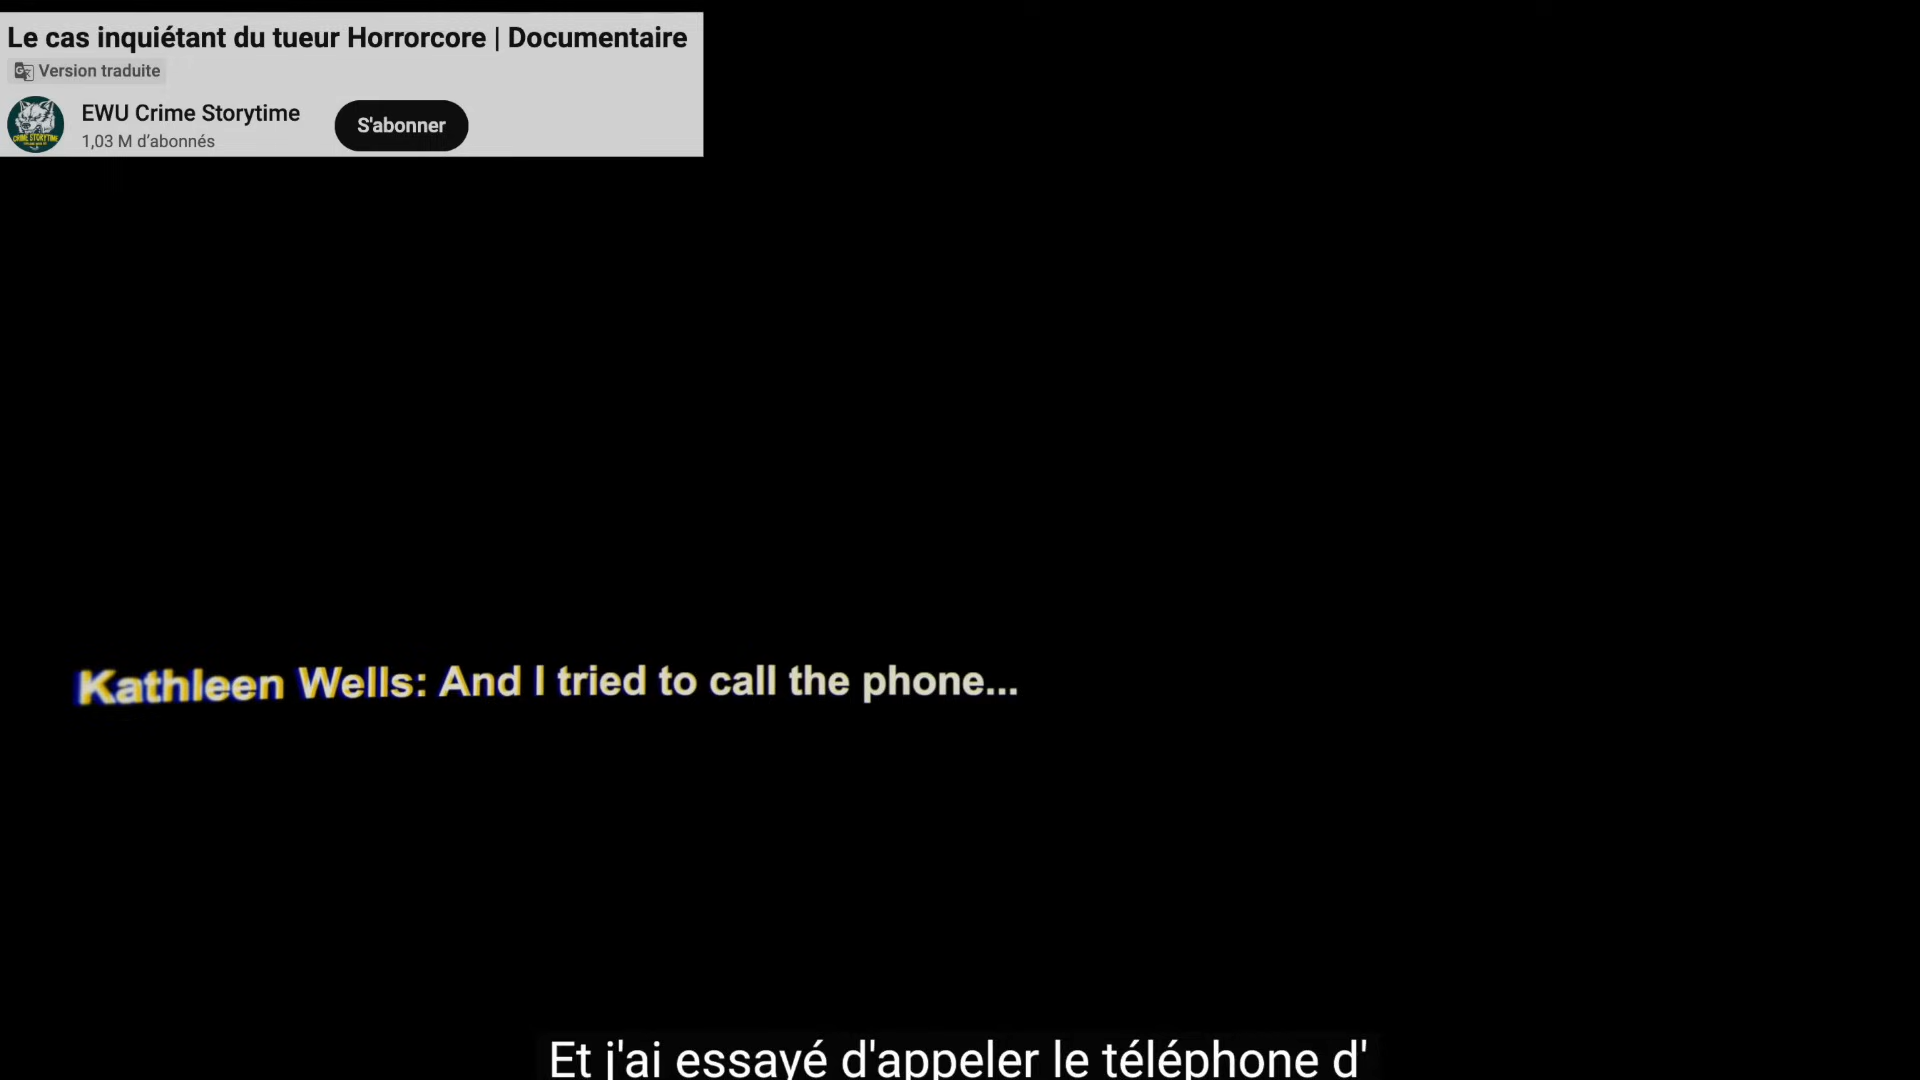 Le cas inquiétant du tueur Horrorcore | Documentaire
Version traduite
EWU Crime Storytime
1,03 M d’abonnés
S'abonner
Kathleen Wells: And I tried to call the phone...
Et j'ai essayé d'appeler le téléphone d'